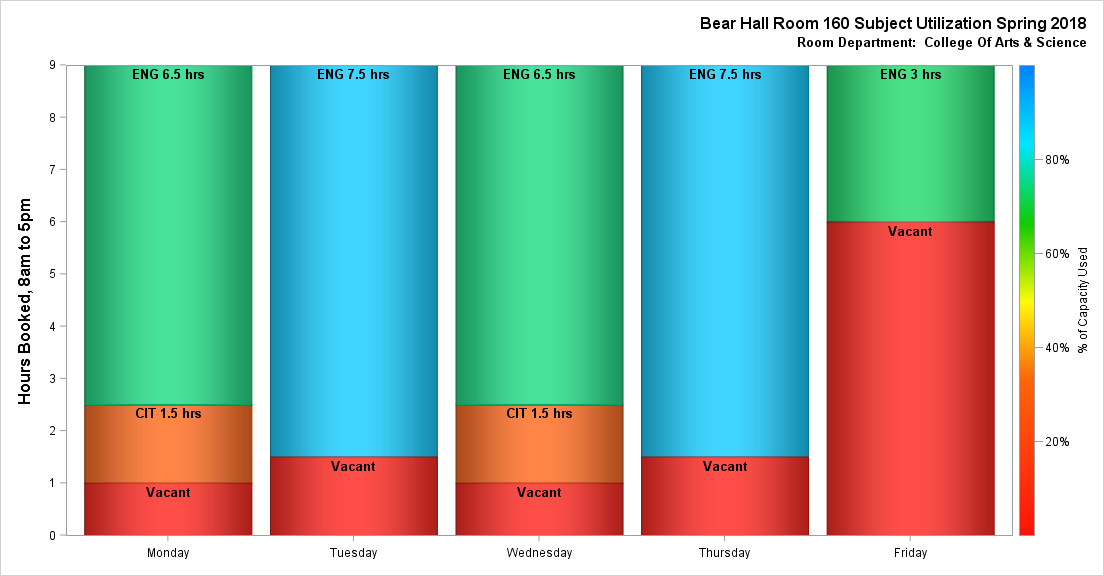 Bear Hall Room 160 Subject Utilization Spring 2018
Room Department:  College Of Arts & Science
Hours Booked, 8am to 5pm
9
8
7
6
5
4
3
2
1
0
ENG 6.5 hrs
CIT 1.5 hrs
Vacant
ENG 7.5 hrs
Vacant
ENG 6.5 hrs
CIT 1.5 hrs
Vacant
ENG 7.5 hrs
Vacant
ENG 3 hrs
Vacant
Monday
Tuesday
Wednesday
Thursday
Friday
80%
60%
40%
20%
% of Capacity Used